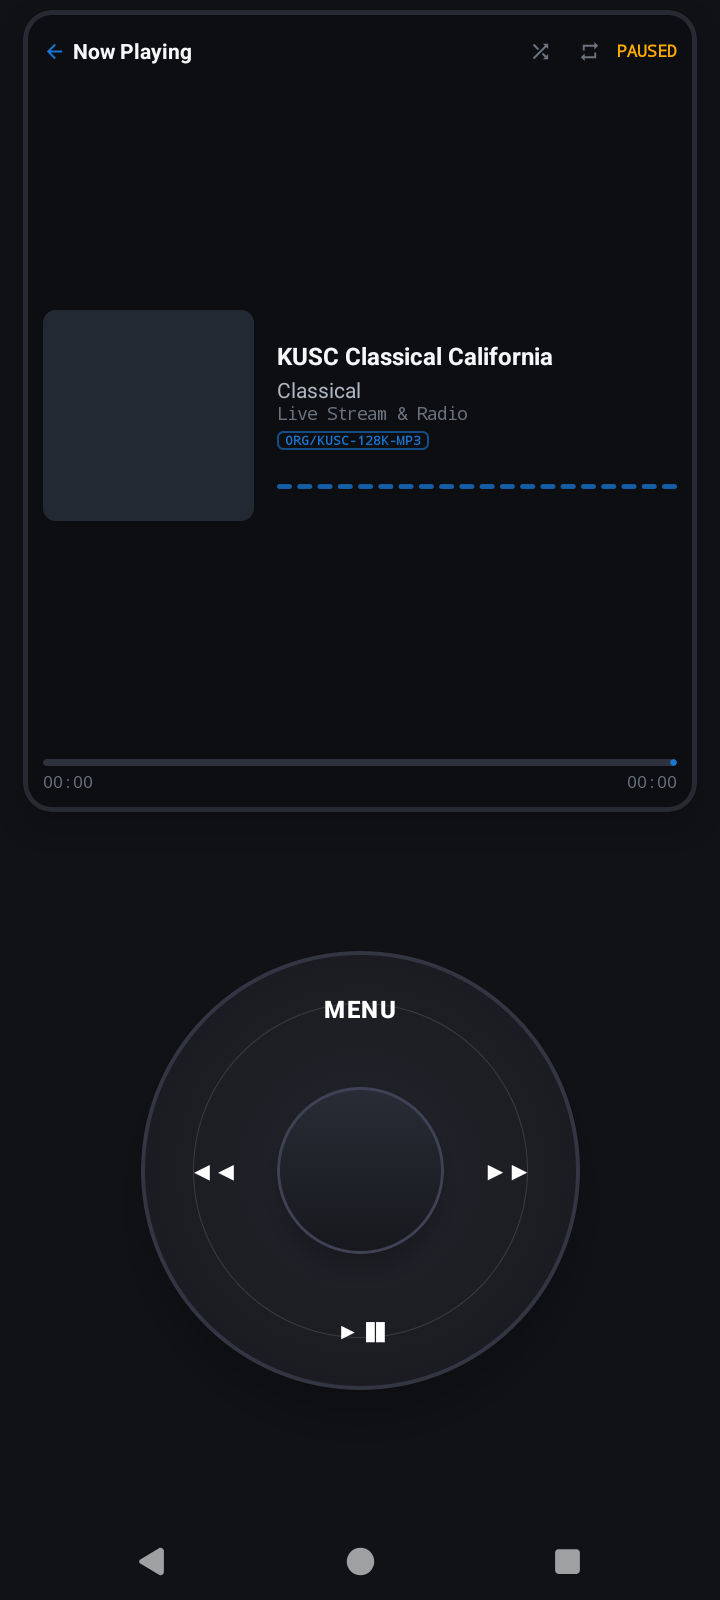 Now Playing
PAUSED
KUSC Classical California
Classical
Live Stream & Radio
ORG/KUSC-128K-MP3
00:00
00:00
MENU